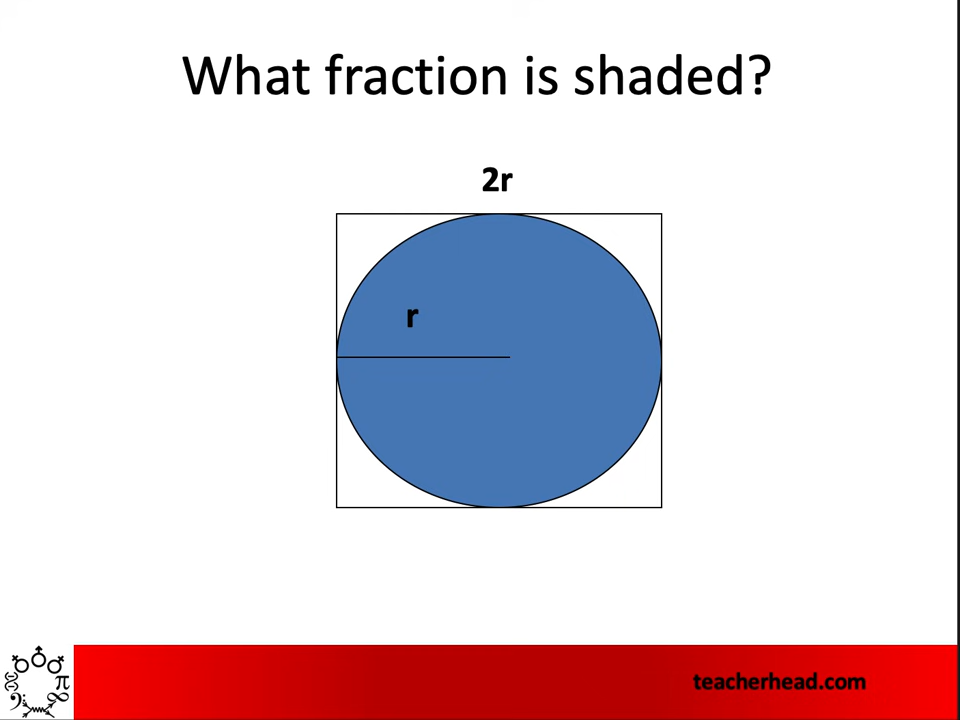 What fraction is shaded?
2r
r
π
teacherhead.com